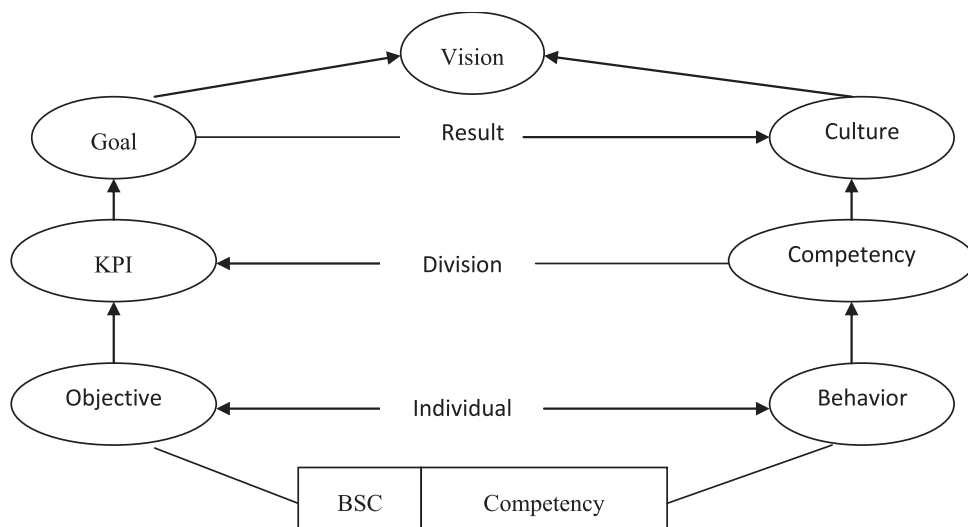 Vision
Goal
Result
Culture
KPI
Division
Competency
Objective
Individual
Behavior
BSC
Competency